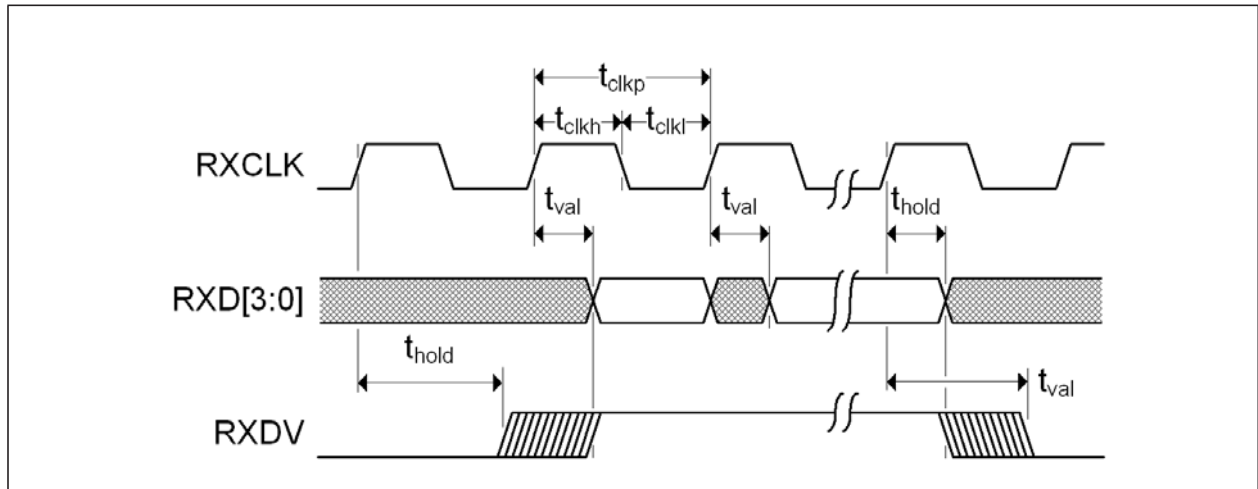 tclkp
tclkh tclkl
RXCLK
tval tval thold
RXD[3:0]
thold
tval
RXDV